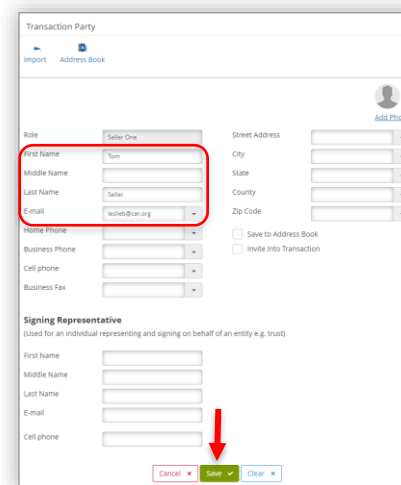 Transaction Party
Import Address Book
Add Pho
Role Seller One Street Address
First Name Tom City
Middle Name State
Last Name Seller County
E-mail leslieb@car.org Zip Code
Home Phone Save to Address Book
Business Phone Invite Into Transaction
Cell phone
Business Fax
Signing Representative
(Used for an individual representing and signing on behalf of an entity e.g. trust)
First Name
Middle Name
Last Name
E-mail
Cell phone
Cancel × Save ✔ Clear ×